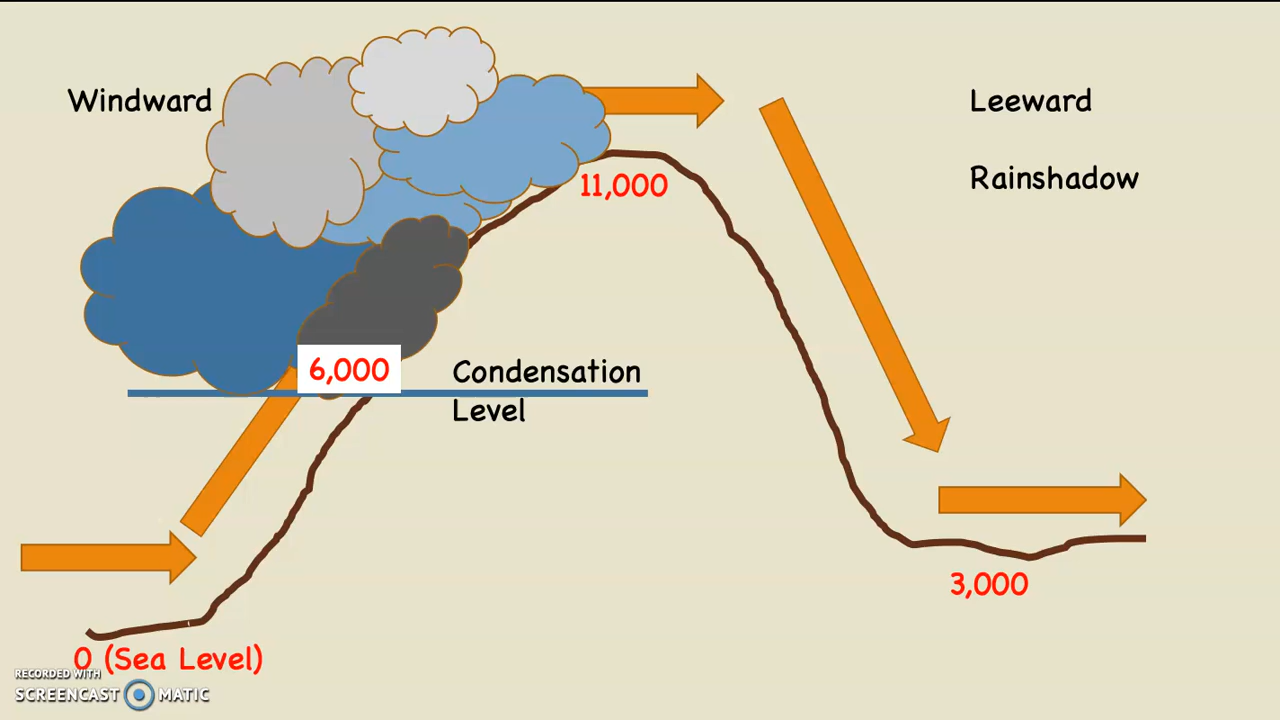 Windward
Leeward
Rainshadow
11,000
6,000
Condensation
Level
3,000
0 (Sea Level)
RECORDED WITH
SCREENCAST MATIC